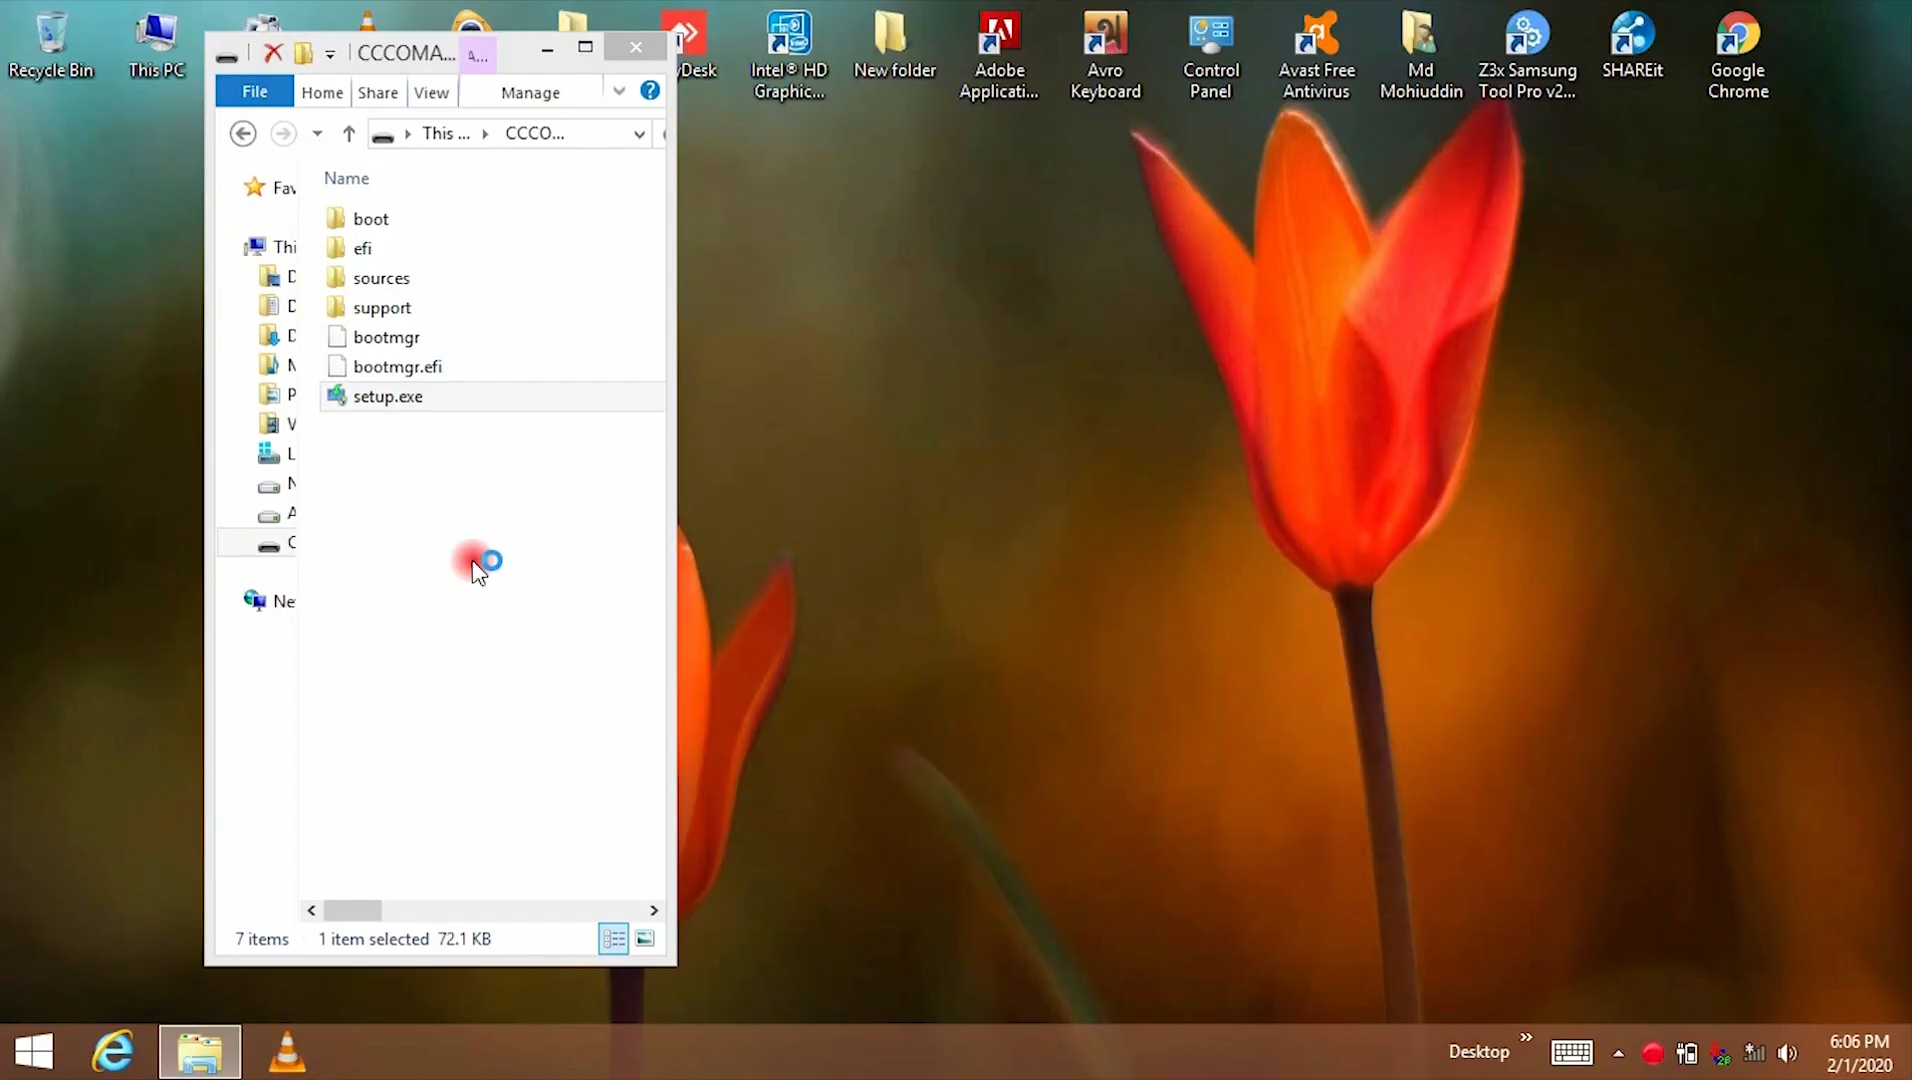 Recycle Bin
This PC
Desk
Intel® HD
Graphic...
New folder
Adobe
Applicati...
Avro
Keyboard
Control
Panel
Avast Free
Antivirus
Md
Mohiuddin
Z3x Samsung
Tool Pro v2...
SHAREit
Google
Chrome
CCCOMA...
A...
File
Home
Share
View
Manage
This ...
CCCO...
Name
Fav
Thi
D
D
D
M
P
V
L
N
A
C
Ne
boot
efi
sources
support
bootmgr
bootmgr.efi
setup.exe
7 items
1 item selected 72.1 KB
Desktop
6:06 PM
2/1/2020